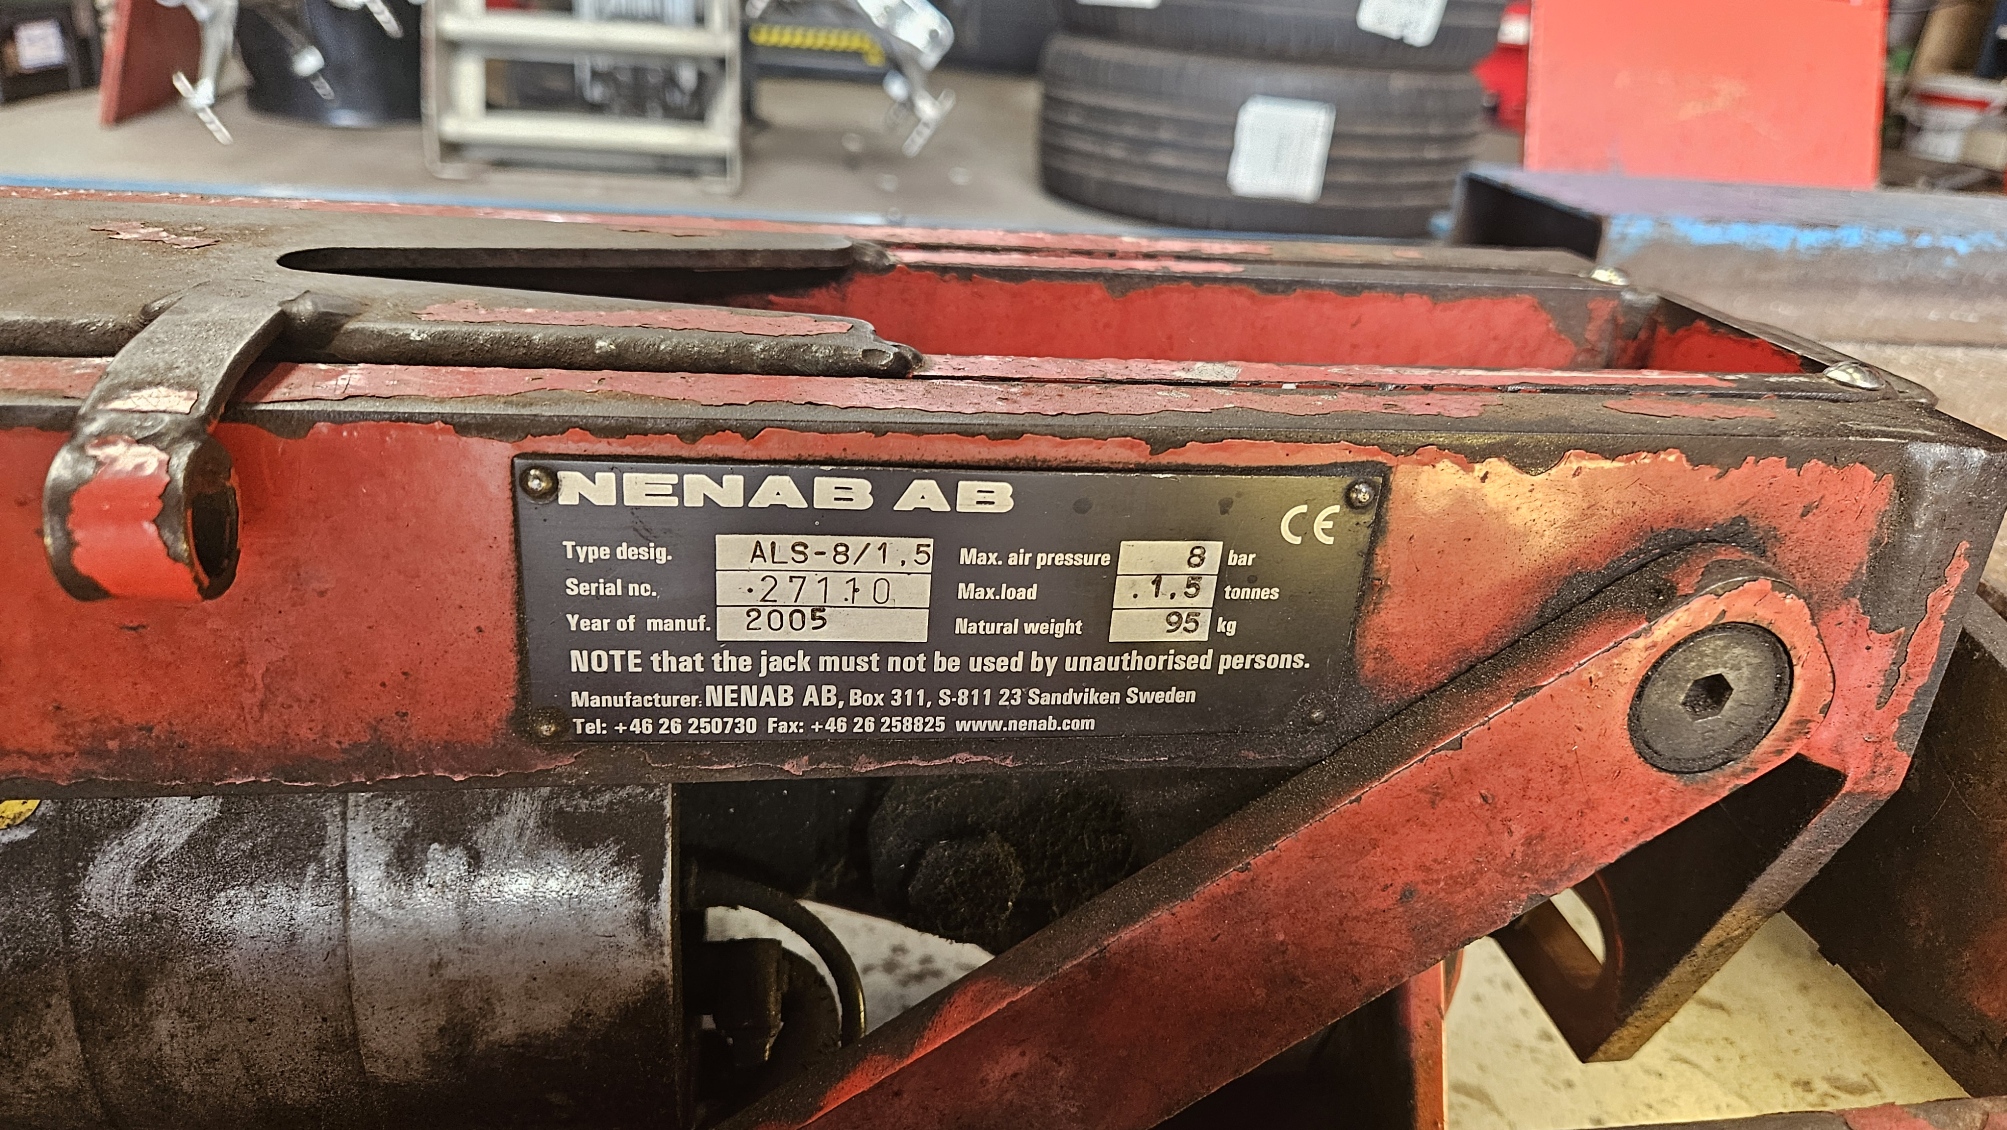 NENAB AB
CE
Type desig. ALS-8/1,5 Max. air pressure 8 bar
Serial nc. ·27110 Max.load .1,5 tonnes
Year of manuf. 2005 Natural weight 95 kg
NOTE that the jack must not be used by unauthorised persons.
Manufacturer: NENAB AB, Box 311, S-811 23 Sandviken Sweden
Tel: +46 26 250730 Fax: +46 26 258825 www.nenab.com